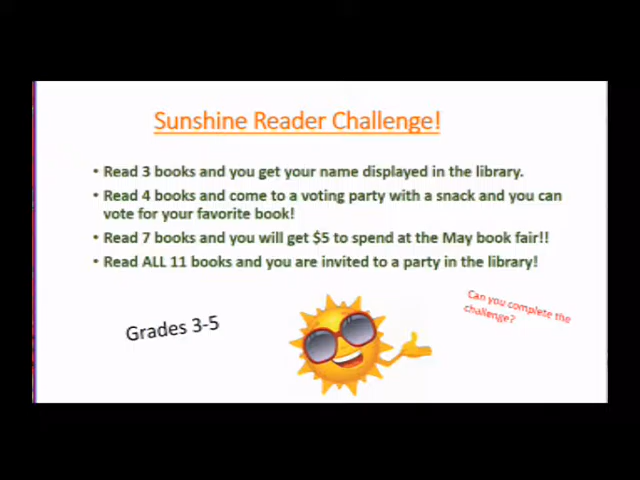 Sunshine Reader Challenge!
• Read 3 books and you get your name displayed in the library.
• Read 4 books and come to a voting party with a snack and you can
vote for your favorite book!
• Read 7 books and you will get $5 to spend at the May book fair!!
• Read ALL 11 books and you are invited to a party in the library!
Can you complete the
challenge?
Grades 3-5